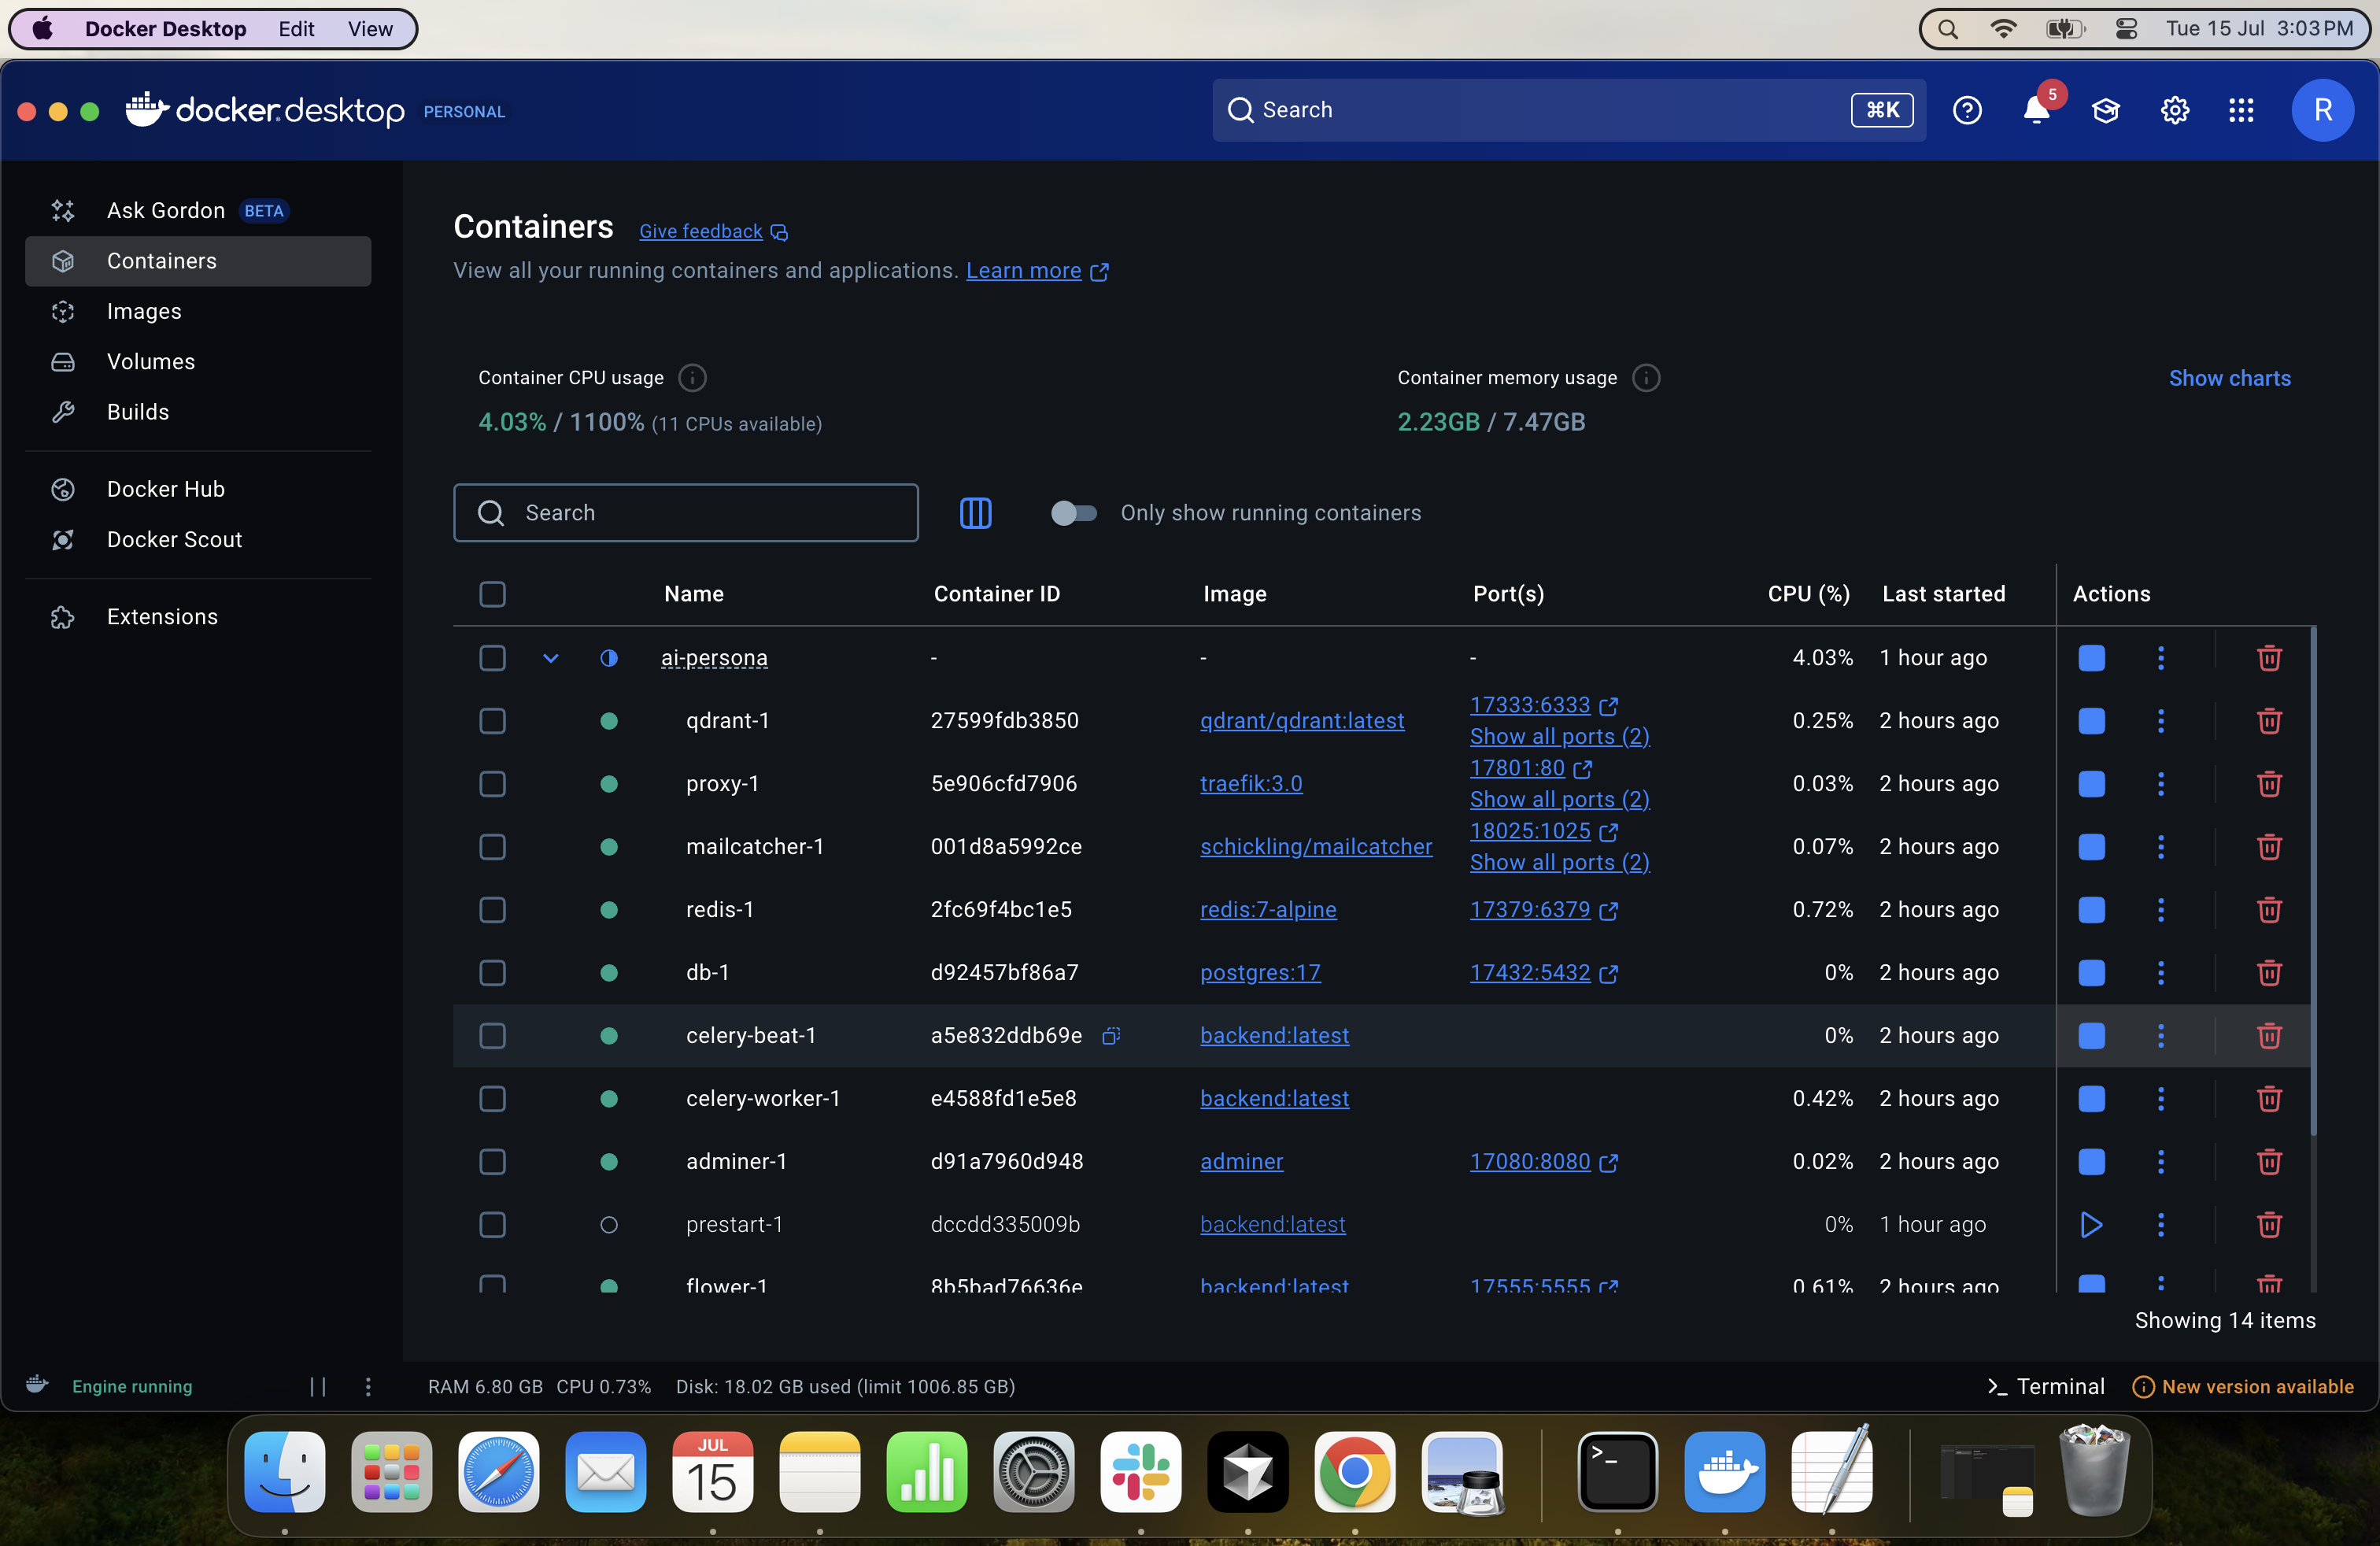 Docker Desktop Edit View
Tue 15 Jul 3:03 PM
docker desktop PERSONAL
Search ⌘K
5
R
Ask Gordon BETA
Containers
Images
Volumes
Builds
Docker Hub
Docker Scout
Extensions
Containers Give feedback
View all your running containers and applications. Learn more
Container CPU usage
4.03% / 1100% (11 CPUs available)
Container memory usage
2.23GB / 7.47GB
Show charts
Search
Only show running containers
Name Container ID Image Port(s) CPU (%) Last started Actions
ai-persona - - - 4.03% 1 hour ago
qdrant-1 27599fdb3850 qdrant/qdrant:latest 17333:6333 0.25% 2 hours ago
Show all ports (2)
proxy-1 5e906cfd7906 traefik:3.0 17801:80 0.03% 2 hours ago
Show all ports (2)
mailcatcher-1 001d8a5992ce schickling/mailcatcher 18025:1025 0.07% 2 hours ago
Show all ports (2)
redis-1 2fc69f4bc1e5 redis:7-alpine 17379:6379 0.72% 2 hours ago
db-1 d92457bf86a7 postgres:17 17432:5432 0% 2 hours ago
celery-beat-1 a5e832ddb69e backend:latest 0% 2 hours ago
celery-worker-1 e4588fd1e5e8 backend:latest 0.42% 2 hours ago
adminer-1 d91a7960d948 adminer 17080:8080 0.02% 2 hours ago
prestart-1 dccdd335009b backend:latest 0% 1 hour ago
flower-1 8b5bad76636e backend:latest 17555:5555 0.61% 2 hours ago
Showing 14 items
Engine running
RAM 6.80 GB CPU 0.73% Disk: 18.02 GB used (limit 1006.85 GB)
Terminal
New version available
JUL
15